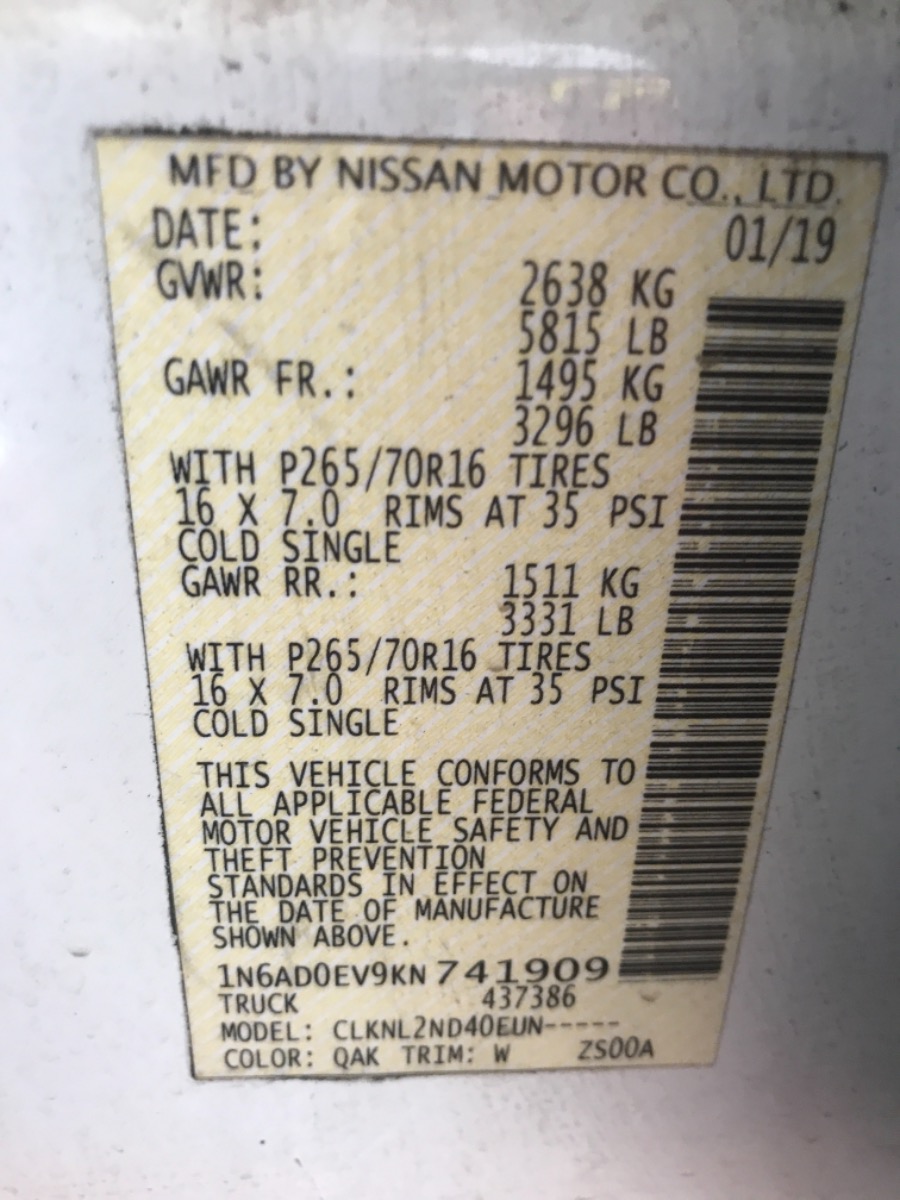 MFD BY NISSAN MOTOR CO., LTD.
DATE: 01/19
GVWR: 2638 KG
5815 LB
GAWR FR.: 1495 KG
3296 LB
WITH P265/70R16 TIRES
16 X 7.0 RIMS AT 35 PSI
COLD SINGLE
GAWR RR.: 1511 KG
3331 LB
WITH P265/70R16 TIRES
16 X 7.0 RIMS AT 35 PSI
COLD SINGLE
THIS VEHICLE CONFORMS TO
ALL APPLICABLE FEDERAL
MOTOR VEHICLE SAFETY AND
THEFT PREVENTION
STANDARDS IN EFFECT ON
THE DATE OF MANUFACTURE
SHOWN ABOVE.
1N6AD0EV9KN741909
TRUCK 437386
MODEL: CLKNL2ND40EUN-----
COLOR: QAK TRIM: W ZS00A